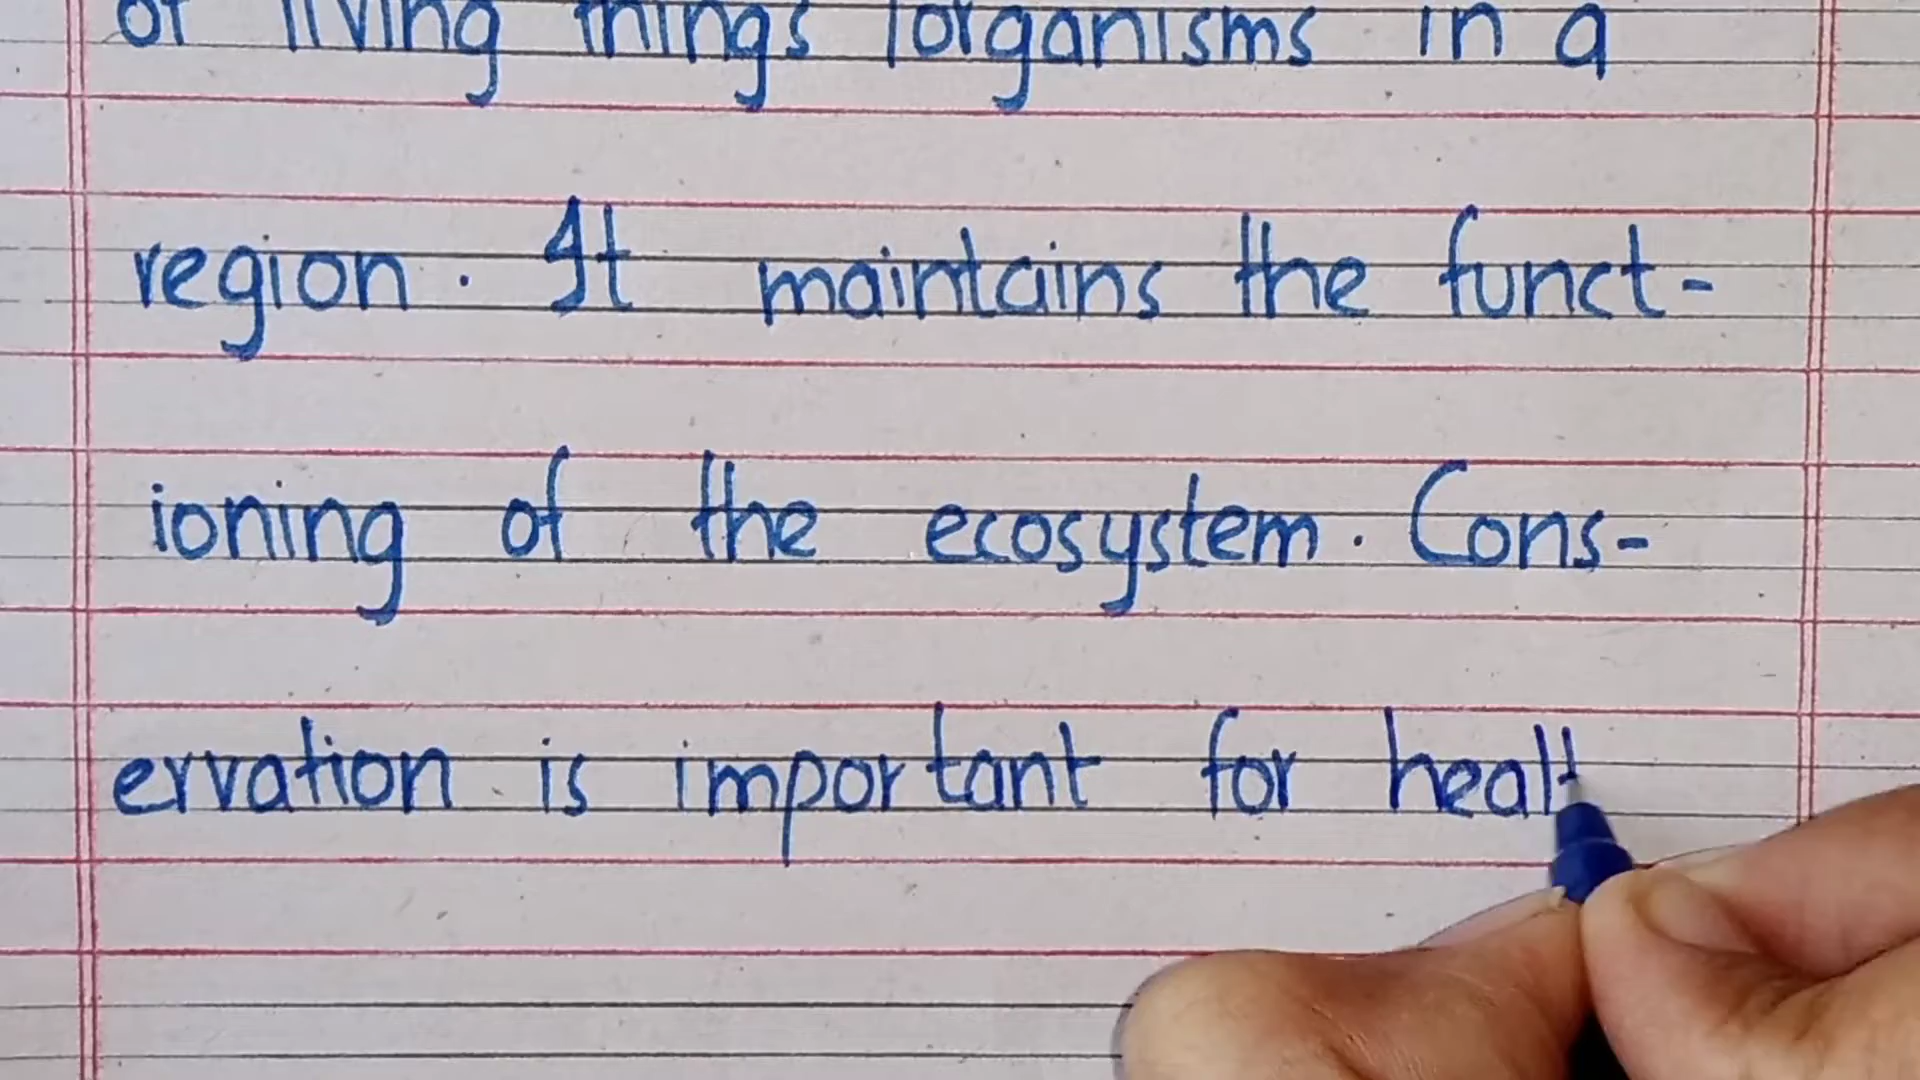 of living things /organisms in a
region. It maintains the funct-
ioning of the ecosystem. Cons-
ervation is important for healt